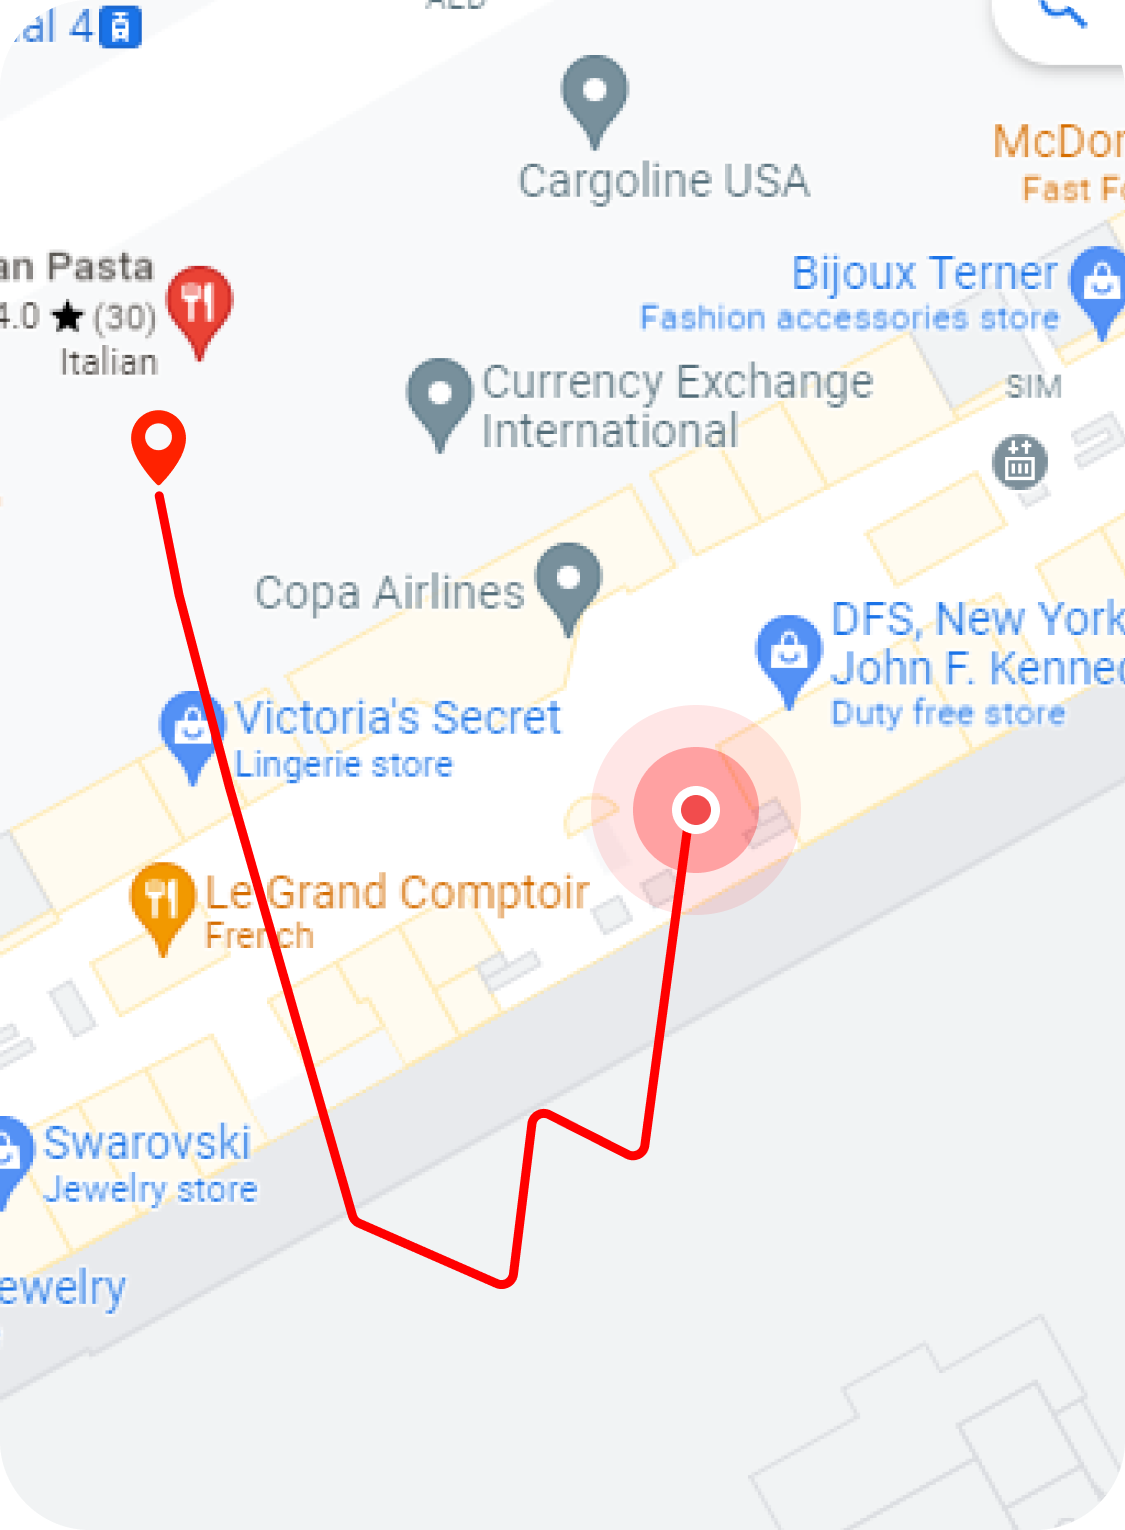 al 4
AED
Cargoline USA
Fast
an Pasta
4.0 ★ (30)
Italian
Bijoux Terner
Fashion accessories store
Currency Exchange
International
SIM
Copa Airlines
DFS, New York
John F. Kenned
Duty free store
Victoria's Secret
Lingerie store
Le Grand Comptoir
French
Swarovski
Jewelry store
ewelry